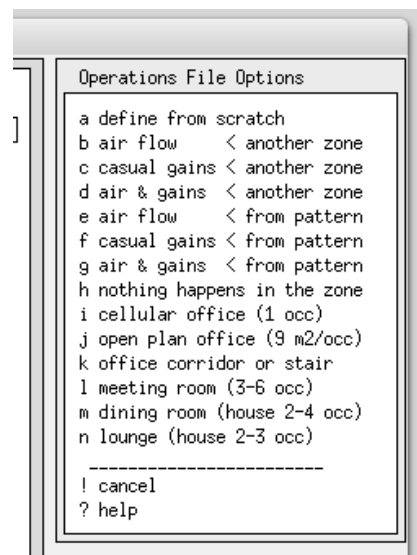 Operations File Options
a define from scratch
b air flow < another zone
c casual gains < another zone
d air & gains < another zone
e air flow < from pattern
f casual gains < from pattern
g air & gains < from pattern
h nothing happens in the zone
i cellular office (1 occ)
j open plan office (9 m2/occ)
k office corridor or stair
l meeting room (3-6 occ)
m dining room (house 2-4 occ)
n lounge (house 2-3 occ)
________________________
! cancel
? help
]